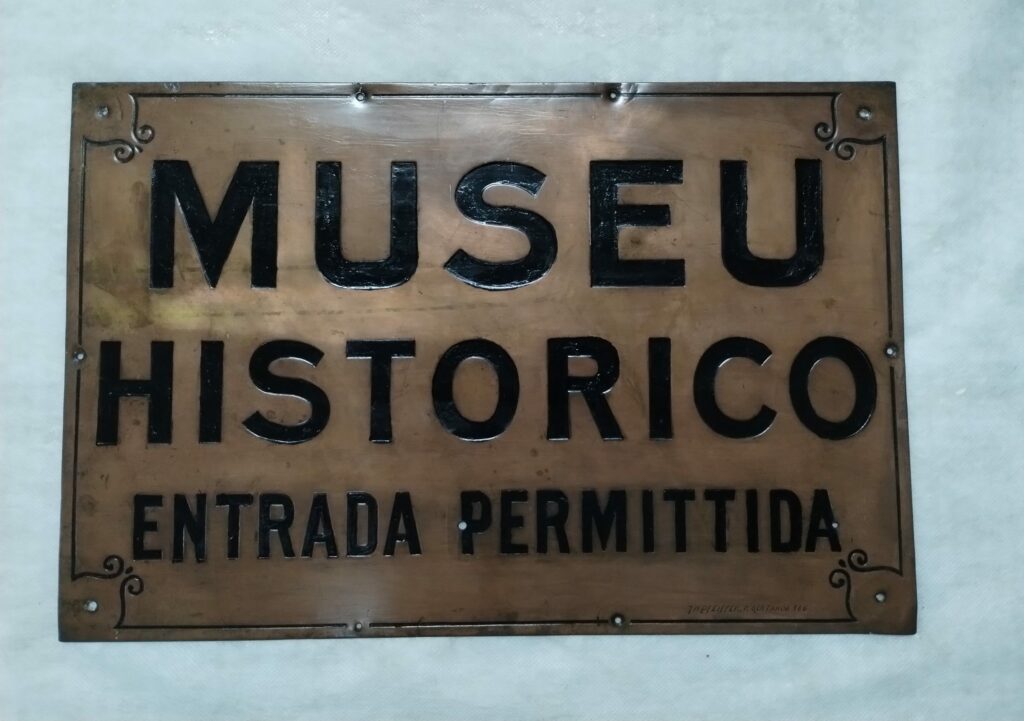 MUSEU
HISTORICO
ENTRADA PERMITTIDA